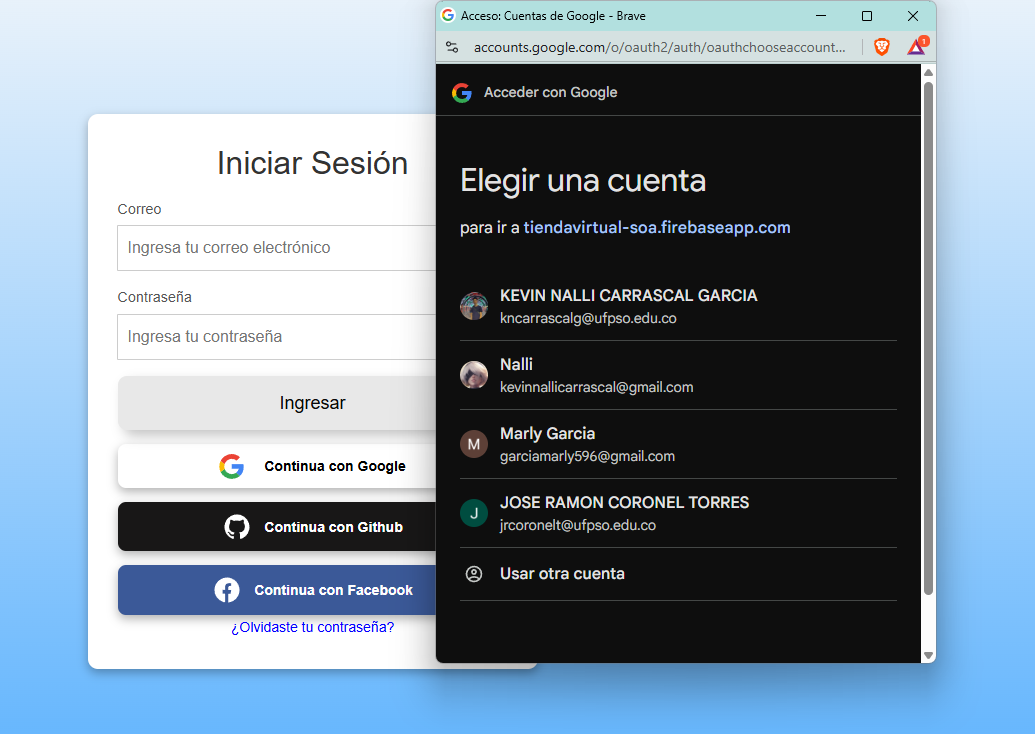 Iniciar Sesión
Correo
Ingresa tu correo electrónico
Contraseña
Ingresa tu contraseña
Ingresar
Continua con Google
Continua con Github
Continua con Facebook
¿Olvidaste tu contraseña?
Acceso: Cuentas de Google - Brave
accounts.google.com/o/oauth2/auth/oauthchooseaccount...
1
Acceder con Google
Elegir una cuenta
para ir a tiendavirtual-soa.firebaseapp.com
KEVIN NALLI CARRASCAL GARCIA
kncarrascalg@ufpso.edu.co
Nalli
kevinnallicarrascal@gmail.com
M
Marly Garcia
garciamarly596@gmail.com
J
JOSE RAMON CORONEL TORRES
jrcoronelt@ufpso.edu.co
Usar otra cuenta